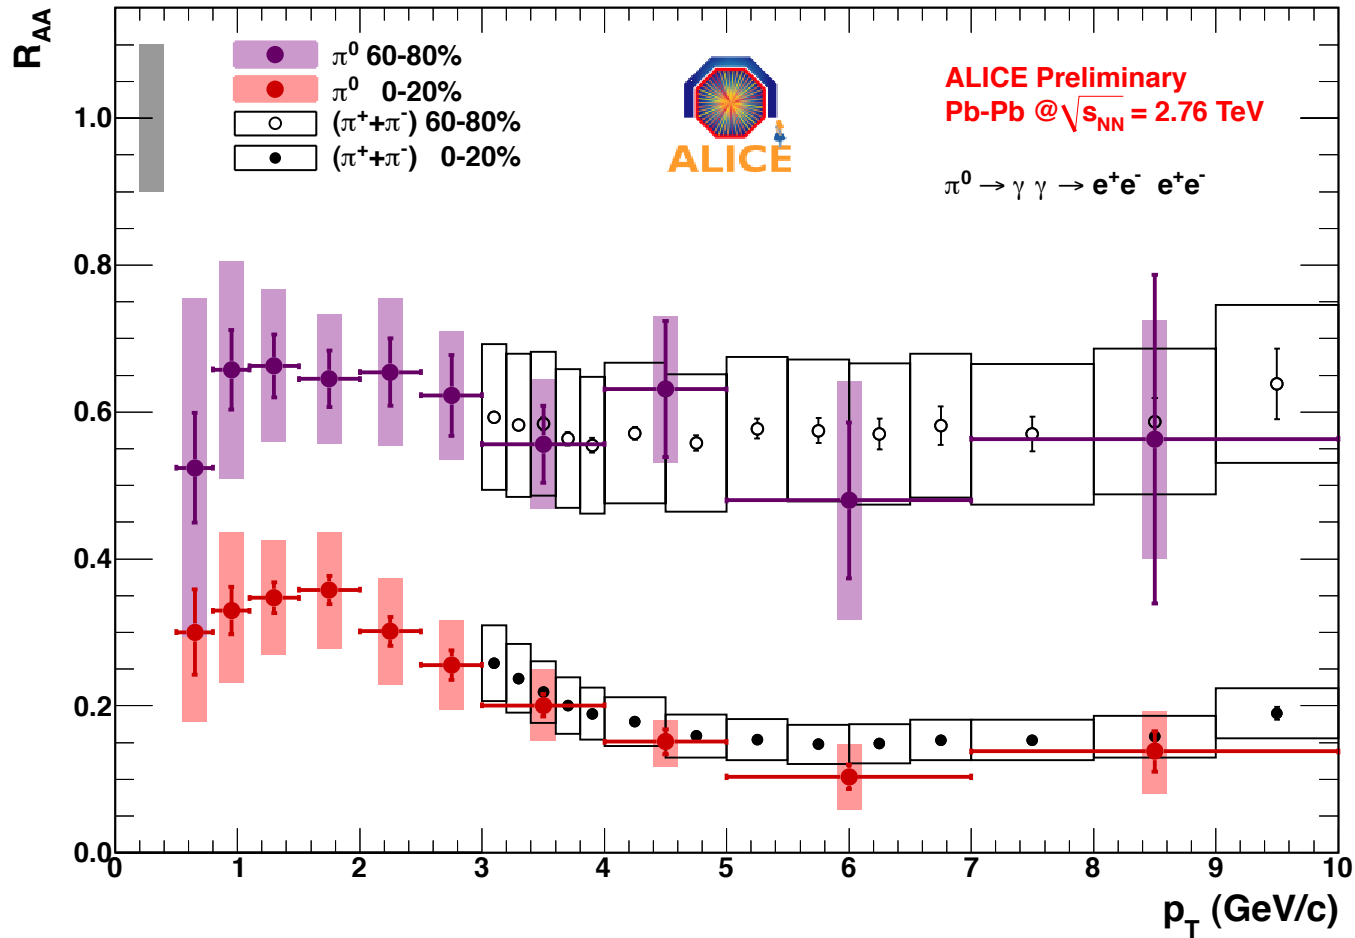 R_AA
π⁰ 60-80%
π⁰ 0-20%
(π⁺+π⁻) 60-80%
(π⁺+π⁻) 0-20%
ALICE
ALICE Preliminary
Pb-Pb @√s_NN = 2.76 TeV
π⁰ → γ γ → e⁺e⁻ e⁺e⁻
1.0
0.8
0.6
0.4
0.2
0.0
0 1 2 3 4 5 6 7 8 9 10
p_T (GeV/c)